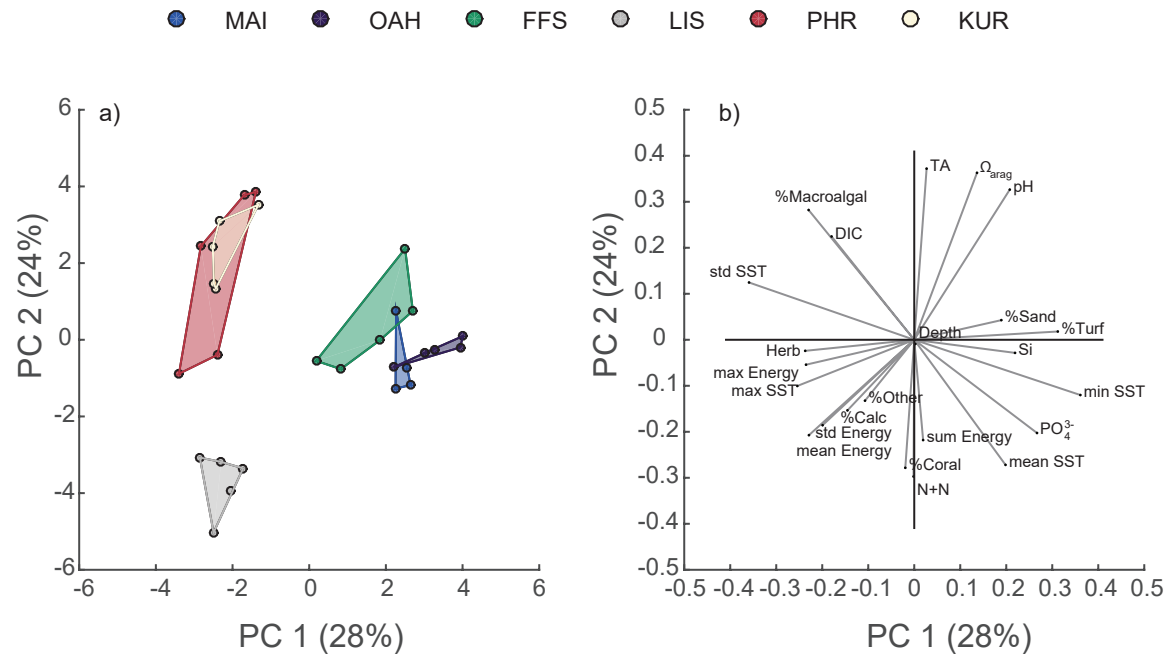 MAI OAH FFS LIS PHR KUR
a)
6
4
2
0
-2
-4
-6
PC 2 (24%)
-6 -4 -2 0 2 4 6
PC 1 (28%)
b)
0.5
0.4
0.3
0.2
0.1
0
-0.1
-0.2
-0.3
-0.4
-0.5
PC 2 (24%)
TA
Ωarag
pH
%Macroalgal
DIC
std SST
%Sand
%Turf
Depth
Si
Herb
max Energy
max SST
min SST
%Other
%Calc
PO₄³⁻
std Energy
sum Energy
mean Energy
mean SST
%Coral
N+N
-0.5 -0.4 -0.3 -0.2 -0.1 0 0.1 0.2 0.3 0.4 0.5
PC 1 (28%)